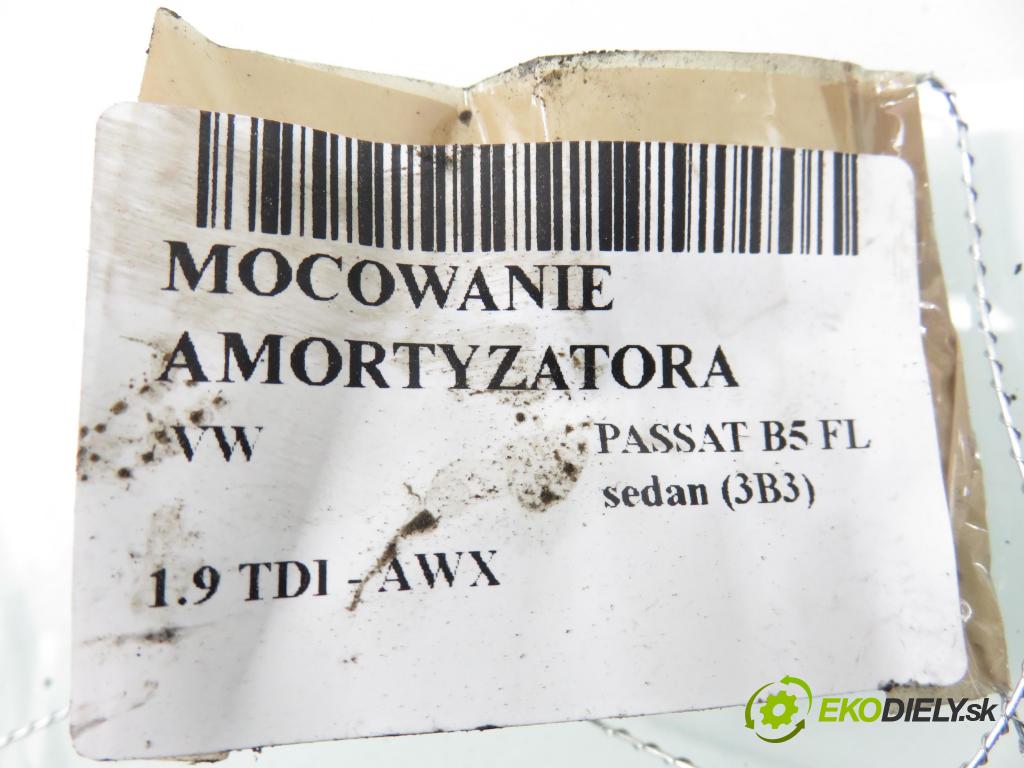 MOCOWANIE
AMORTYZATORA
VW
PASSAT B5 FL
sedan (3B3)
1.9 TDI - AWX
EKODIELY.sk